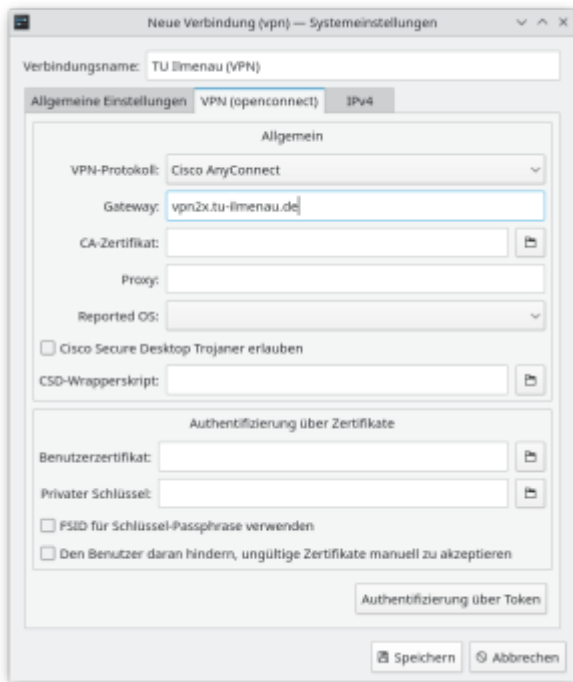 Neue Verbindung (vpn) — Systemeinstellungen
Verbindungsname: TU Ilmenau (VPN)
Allgemeine Einstellungen VPN (openconnect) IPv4
Allgemein
VPN-Protokoll: Cisco AnyConnect
Gateway: vpn2x.tu-ilmenau.de
CA-Zertifikat:
Proxy:
Reported OS:
Cisco Secure Desktop Trojaner erlauben
CSD-Wrapperskript:
Authentifizierung über Zertifikate
Benutzerzertifikat:
Privater Schlüssel:
FSID für Schlüssel-Passphrase verwenden
Den Benutzer daran hindern, ungültige Zertifikate manuell zu akzeptieren
Authentifizierung über Token
Speichern Abbrechen